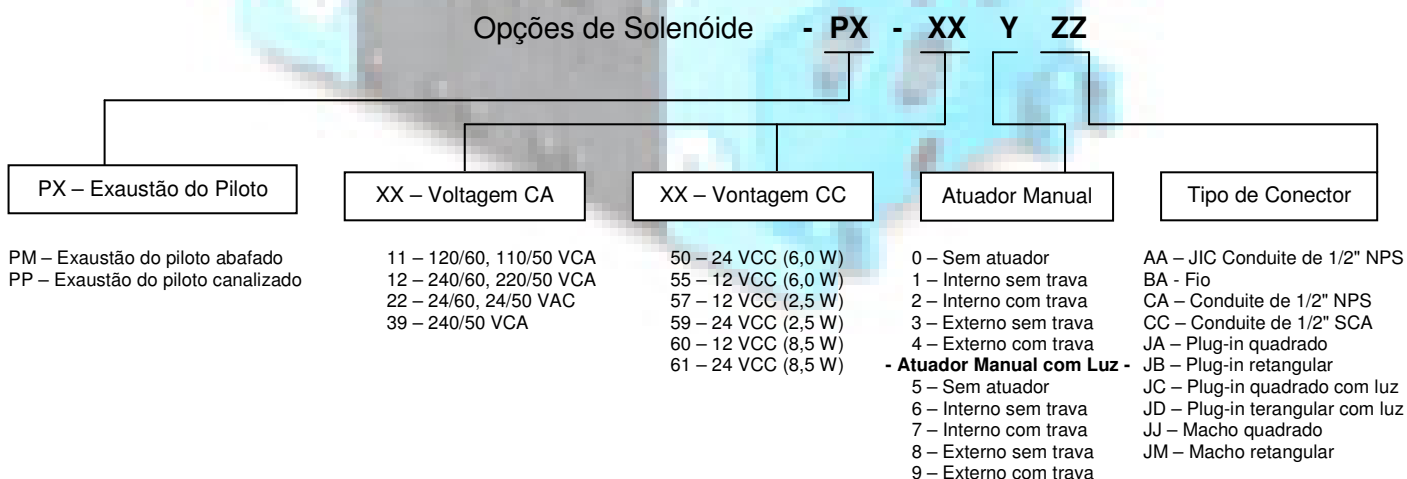 Opções de Solenóide - PX - XX Y ZZ
PX – Exaustão do Piloto
PM – Exaustão do piloto abafado
PP – Exaustão do piloto canalizado
XX – Voltagem CA
11 – 120/60, 110/50 VCA
12 – 240/60, 220/50 VCA
22 – 24/60, 24/50 VAC
39 – 240/50 VCA
XX – Vontagem CC
50 – 24 VCC (6,0 W)
55 – 12 VCC (6,0 W)
57 – 12 VCC (2,5 W)
59 – 24 VCC (2,5 W)
60 – 12 VCC (8,5 W)
61 – 24 VCC (8,5 W)
Atuador Manual
0 – Sem atuador
1 – Interno sem trava
2 – Interno com trava
3 – Externo sem trava
4 – Externo com trava
- Atuador Manual com Luz -
5 – Sem atuador
6 – Interno sem trava
7 – Interno com trava
8 – Externo sem trava
9 – Externo com trava
Tipo de Conector
AA – JIC Conduite de 1/2" NPS
BA - Fio
CA – Conduite de 1/2" NPS
CC – Conduite de 1/2" SCA
JA – Plug-in quadrado
JB – Plug-in retangular
JC – Plug-in quadrado com luz
JD – Plug-in terangular com luz
JJ – Macho quadrado
JM – Macho retangular